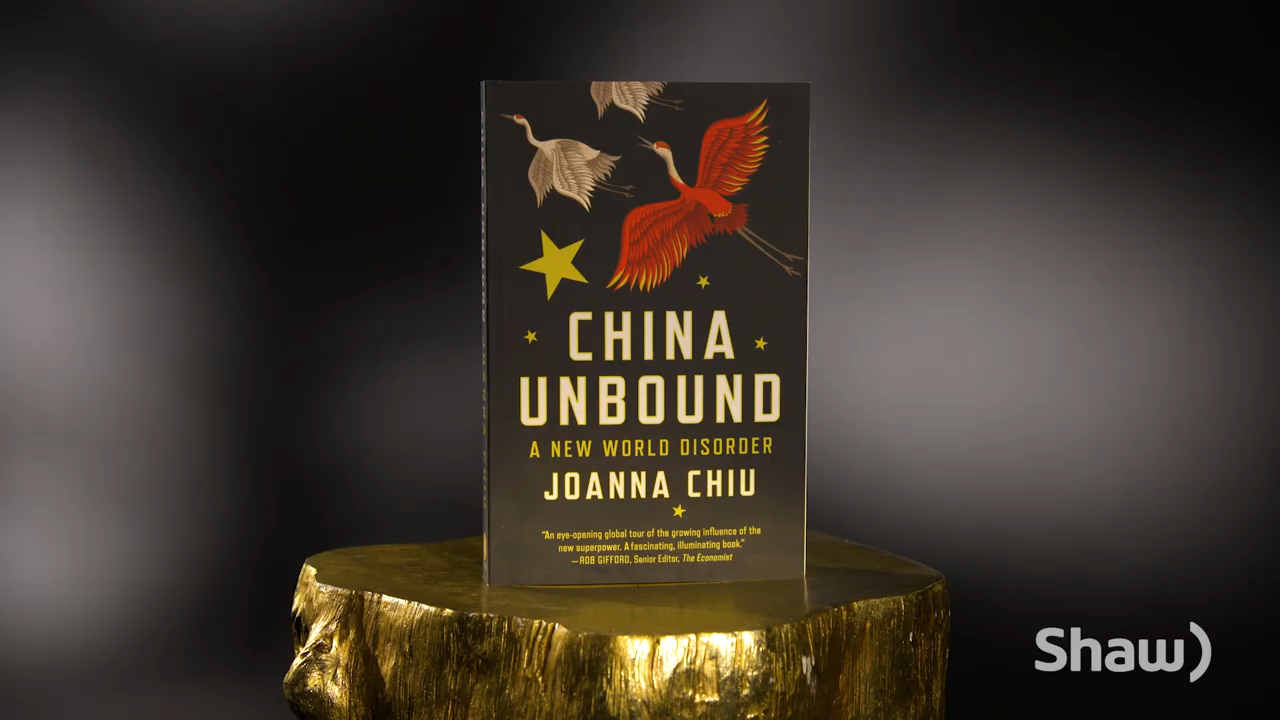 CHINA
UNBOUND
A NEW WORLD DISORDER
JOANNA CHIU
“An eye-opening global tour of the growing influence of the
new superpower. A fascinating, illuminating book.”
— ROB GIFFORD, Senior Editor, The Economist
Shaw)